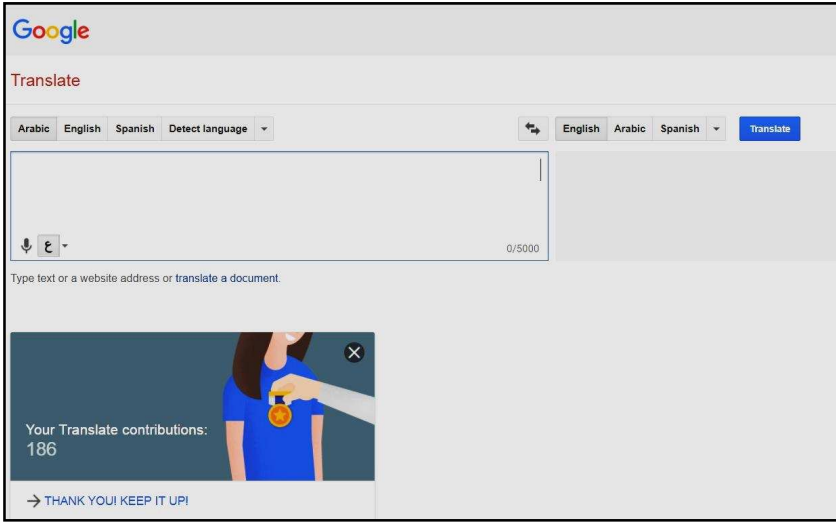 Google
Translate
Arabic English Spanish Detect language English Arabic Spanish Translate
ع
0/5000
Type text or a website address or translate a document.
Your Translate contributions:
186
THANK YOU! KEEP IT UP!